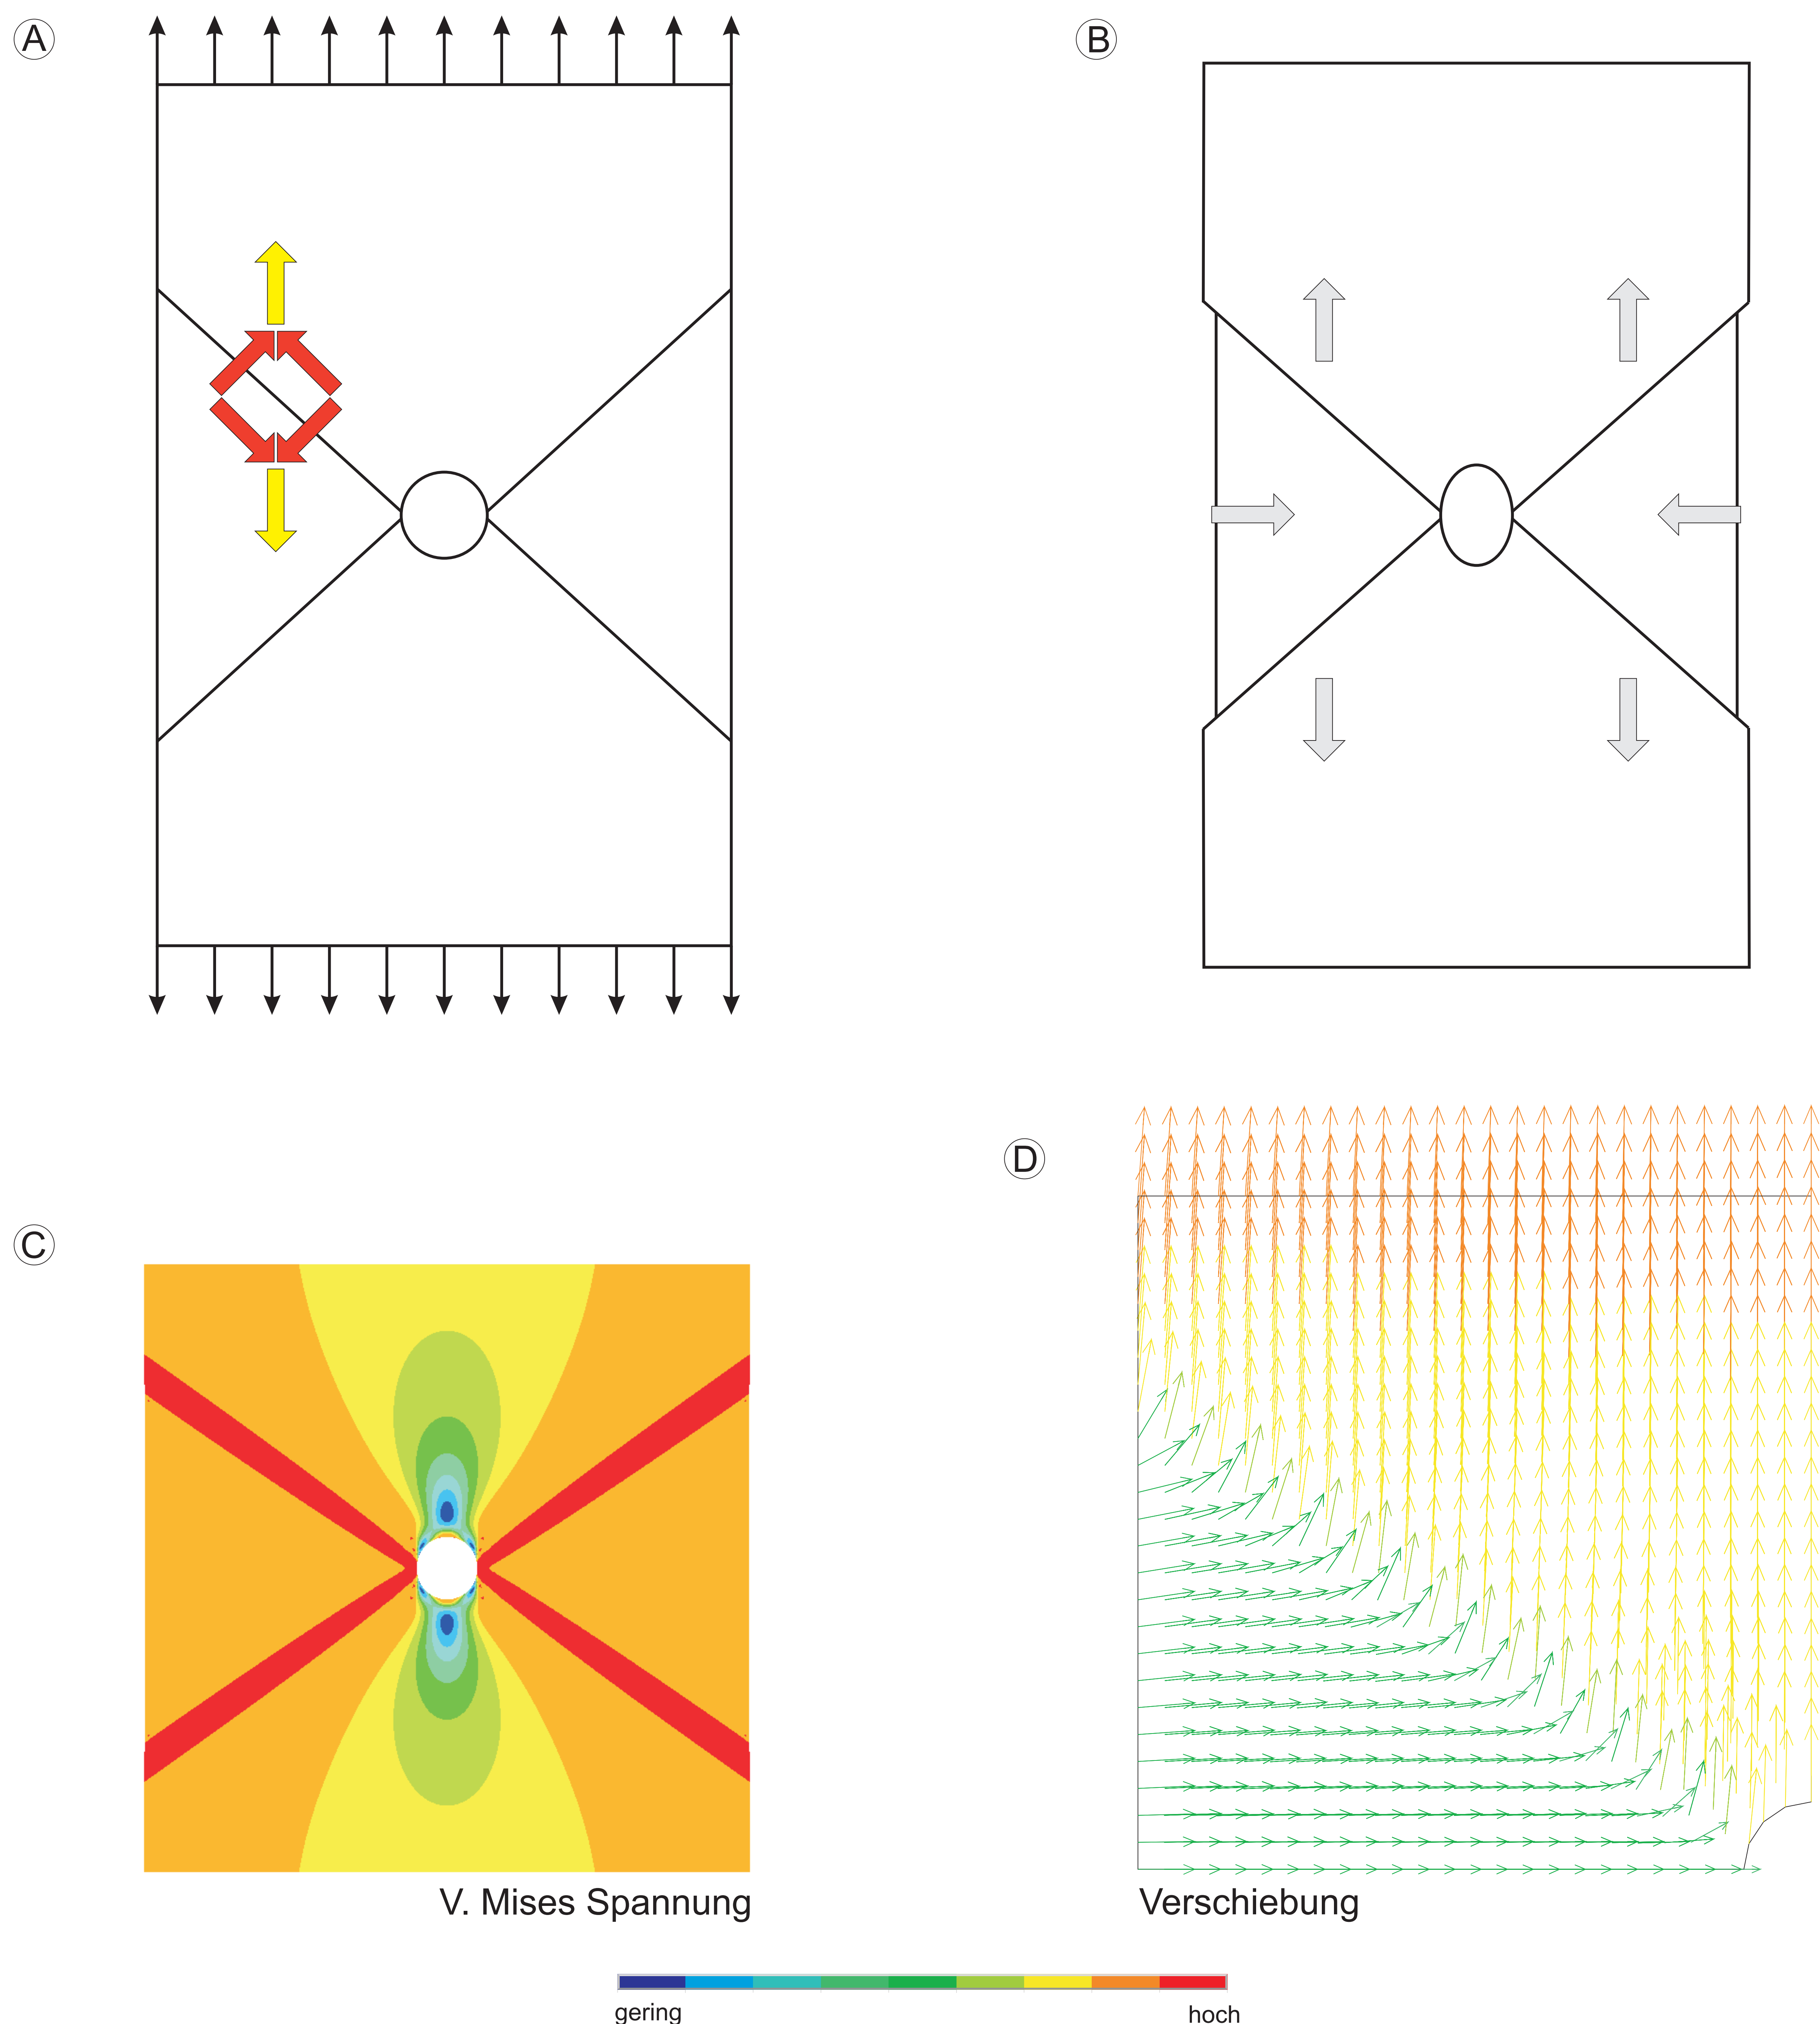 A
B
C
D
V. Mises Spannung
Verschiebung
gering
hoch